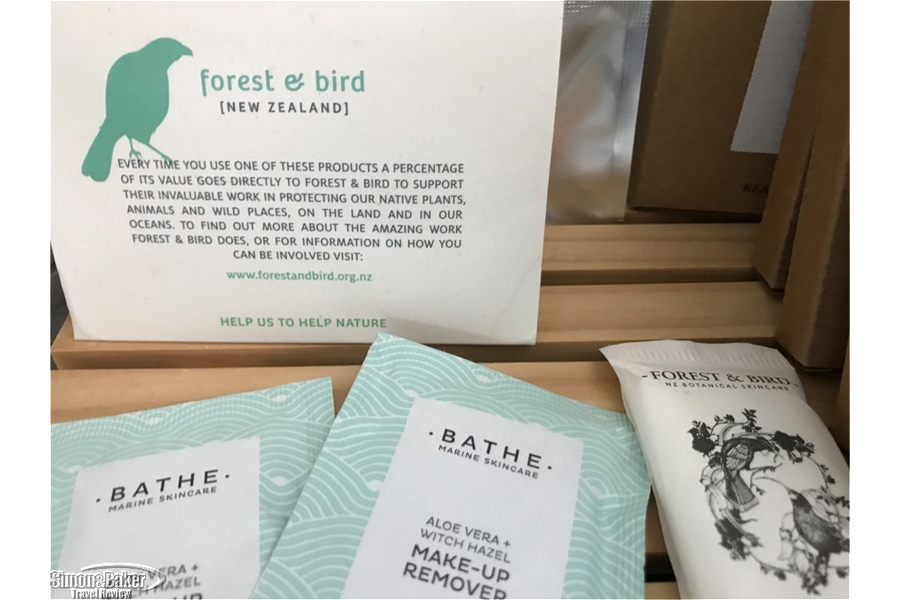 forest & bird
[NEW ZEALAND]
EVERY TIME YOU USE ONE OF THESE PRODUCTS A PERCENTAGE
OF ITS VALUE GOES DIRECTLY TO FOREST & BIRD TO SUPPORT
THEIR INVALUABLE WORK IN PROTECTING OUR NATIVE PLANTS,
ANIMALS AND WILD PLACES, ON THE LAND AND IN OUR
OCEANS. TO FIND OUT MORE ABOUT THE AMAZING WORK
FOREST & BIRD DOES, OR FOR INFORMATION ON HOW YOU
CAN BE INVOLVED VISIT:
www.forestandbird.org.nz
HELP US TO HELP NATURE
· BATHE ·
MARINE SKINCARE
ALOE VERA +
WITCH HAZEL
MAKE-UP
REMOVER
· BATHE ·
MARINE SKINCARE
VERA +
HAZEL
-FOREST & BIRD-
NZ BOTANICAL SKINCARE
Simon&Baker
Travel Review